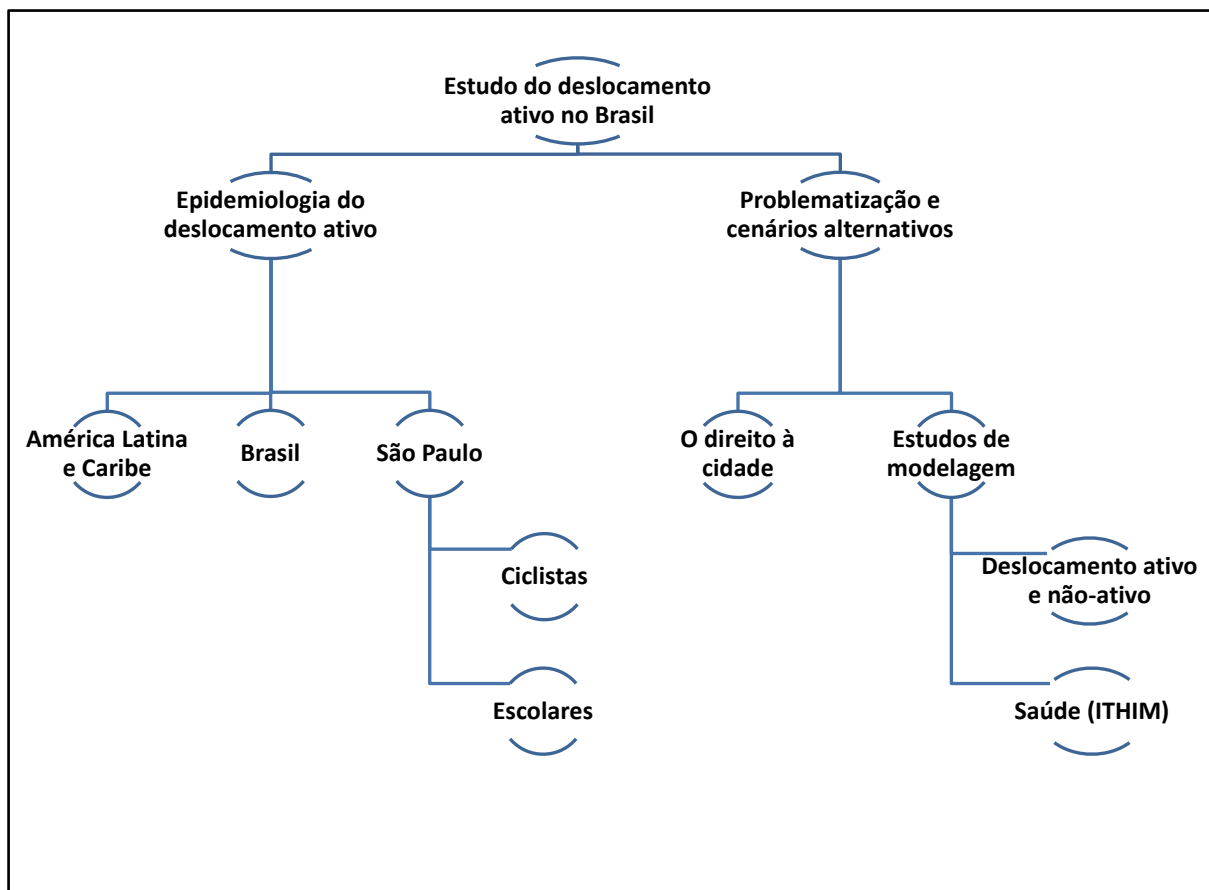 Estudo do deslocamento
ativo no Brasil
Epidemiologia do
deslocamento ativo
Problematização e
cenários alternativos
América Latina
e Caribe
Brasil
São Paulo
O direito à
cidade
Estudos de
modelagem
Ciclistas
Escolares
Deslocamento ativo
e não-ativo
Saúde (ITHIM)